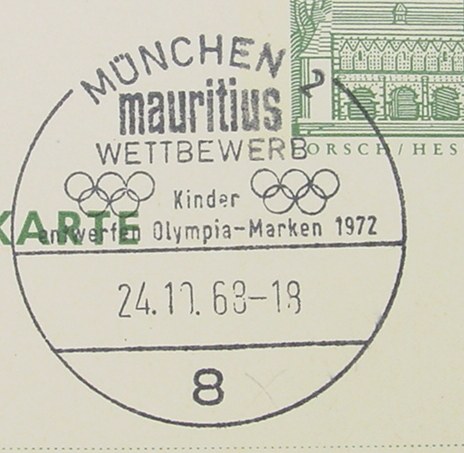 MÜNCHEN 2
mauritius
WETTBEWERB
ORSCH/HES
Kinder
KARTE
entwerfen Olympia-Marken 1972
24.10.68-18
8